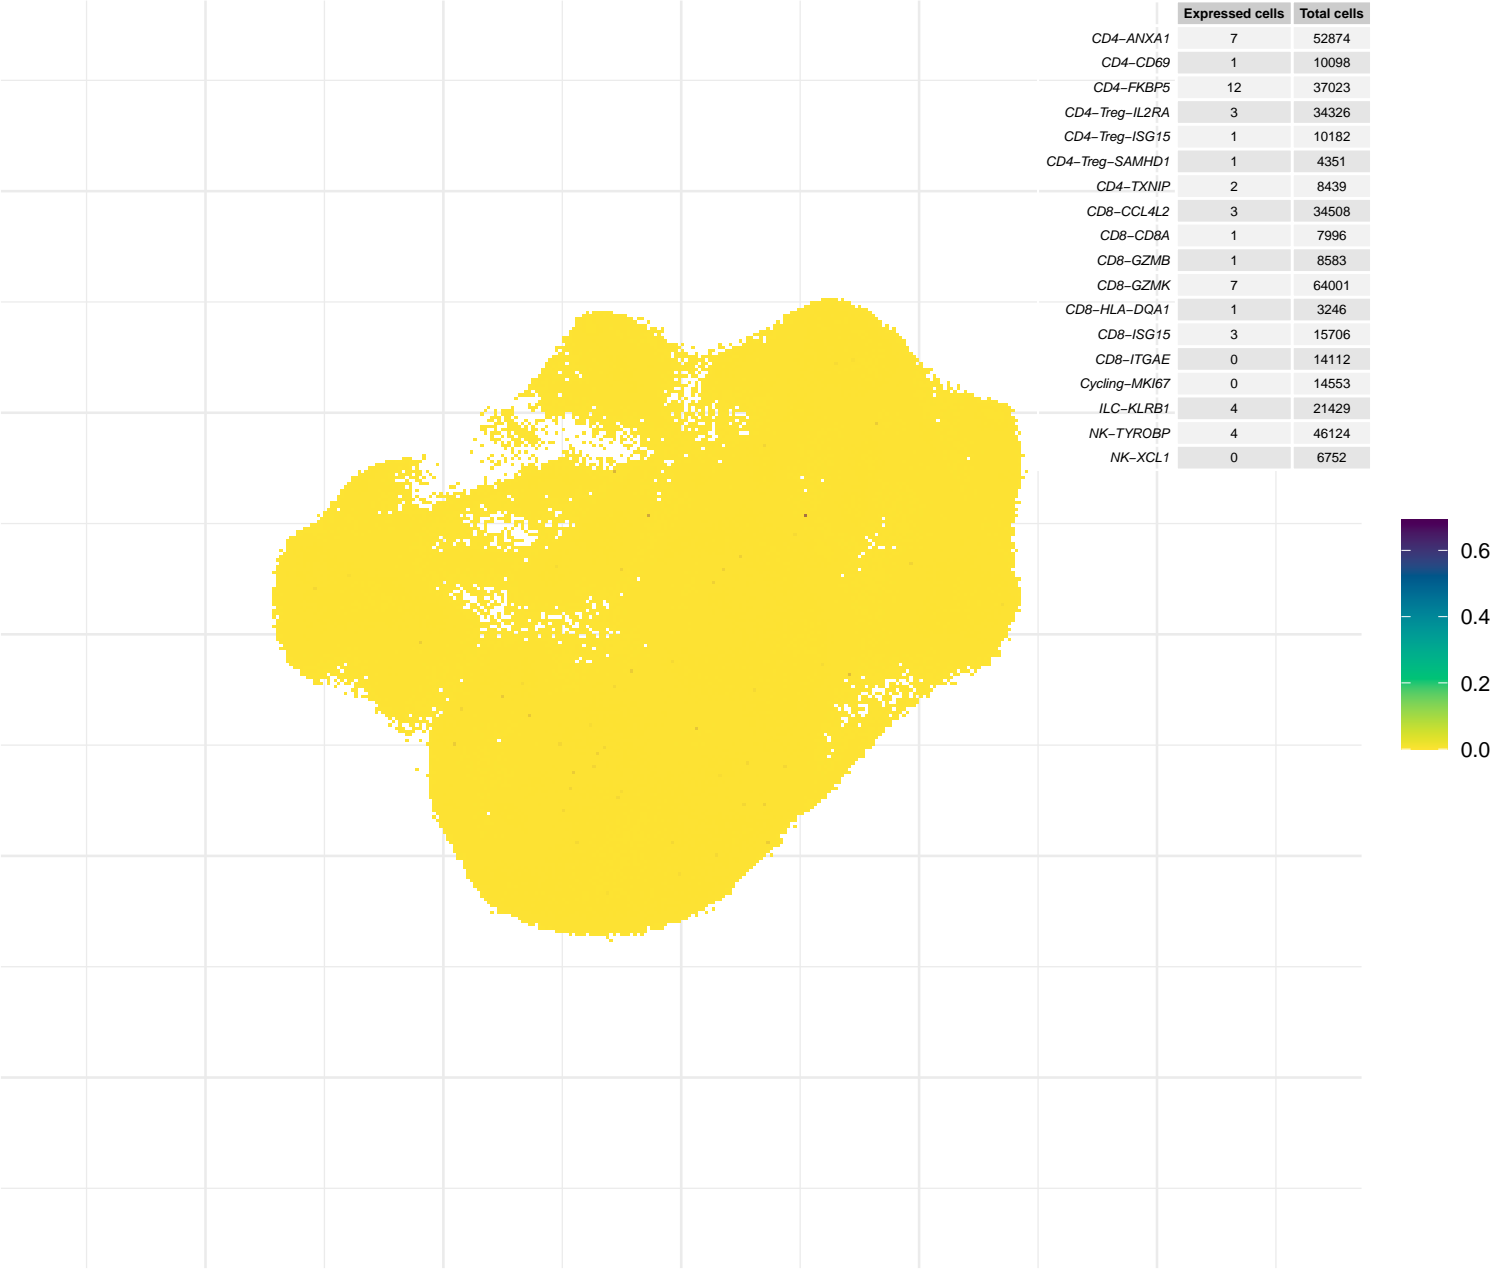 Expressed cells Total cells
CD4−ANXA1 7 52874
CD4−CD69 1 10098
CD4−FKBP5 12 37023
CD4−Treg−IL2RA 3 34326
CD4−Treg−ISG15 1 10182
CD4−Treg−SAMHD1 1 4351
CD4−TXNIP 2 8439
CD8−CCL4L2 3 34508
CD8−CD8A 1 7996
CD8−GZMB 1 8583
CD8−GZMK 7 64001
CD8−HLA−DQA1 1 3246
CD8−ISG15 3 15706
CD8−ITGAE 0 14112
Cycling−MKI67 0 14553
ILC−KLRB1 4 21429
NK−TYROBP 4 46124
NK−XCL1 0 6752
0.6
0.4
0.2
0.0